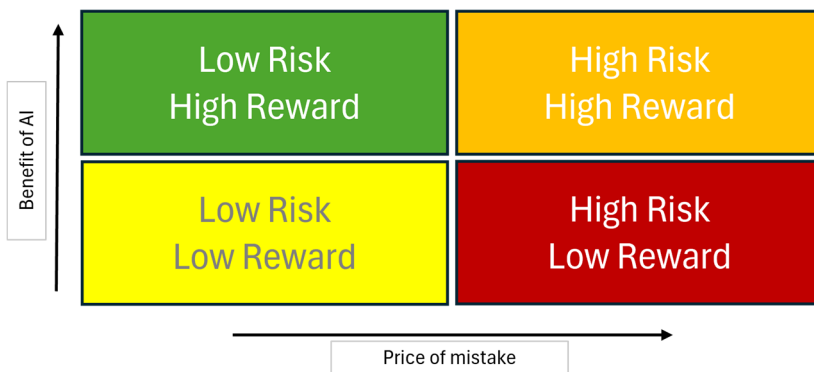 Benefit of AI
Low Risk
High Reward
High Risk
High Reward
Low Risk
Low Reward
High Risk
Low Reward
Price of mistake